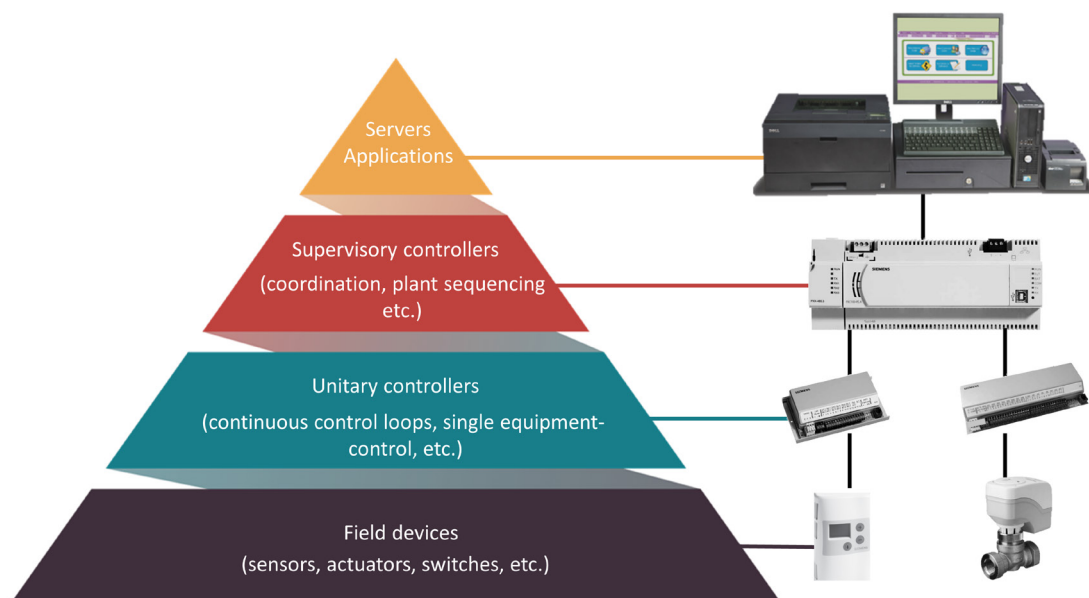 Servers
Applications
Supervisory controllers
(coordination, plant sequencing
etc.)
SIEMENS
Unitary controllers
(continuous control loops, single equipment-
control, etc.)
Field devices
(sensors, actuators, switches, etc.)